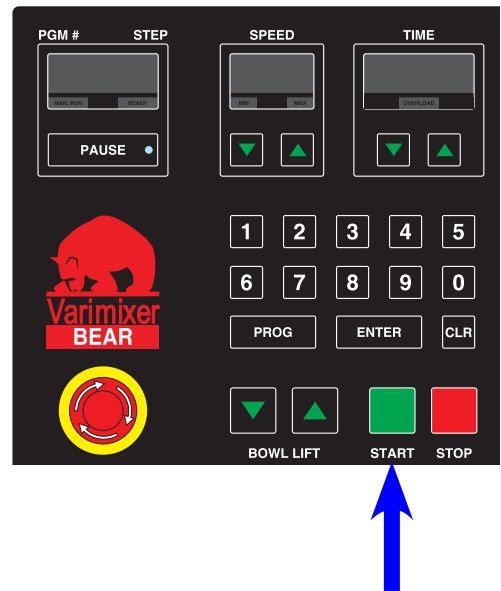 PGM # STEP SPEED TIME
MAN. RUN READY MIN MAX OVERLOAD
PAUSE
1 2 3 4 5
6 7 8 9 0
Varimixer
BEAR
PROG ENTER CLR
BOWL LIFT START STOP